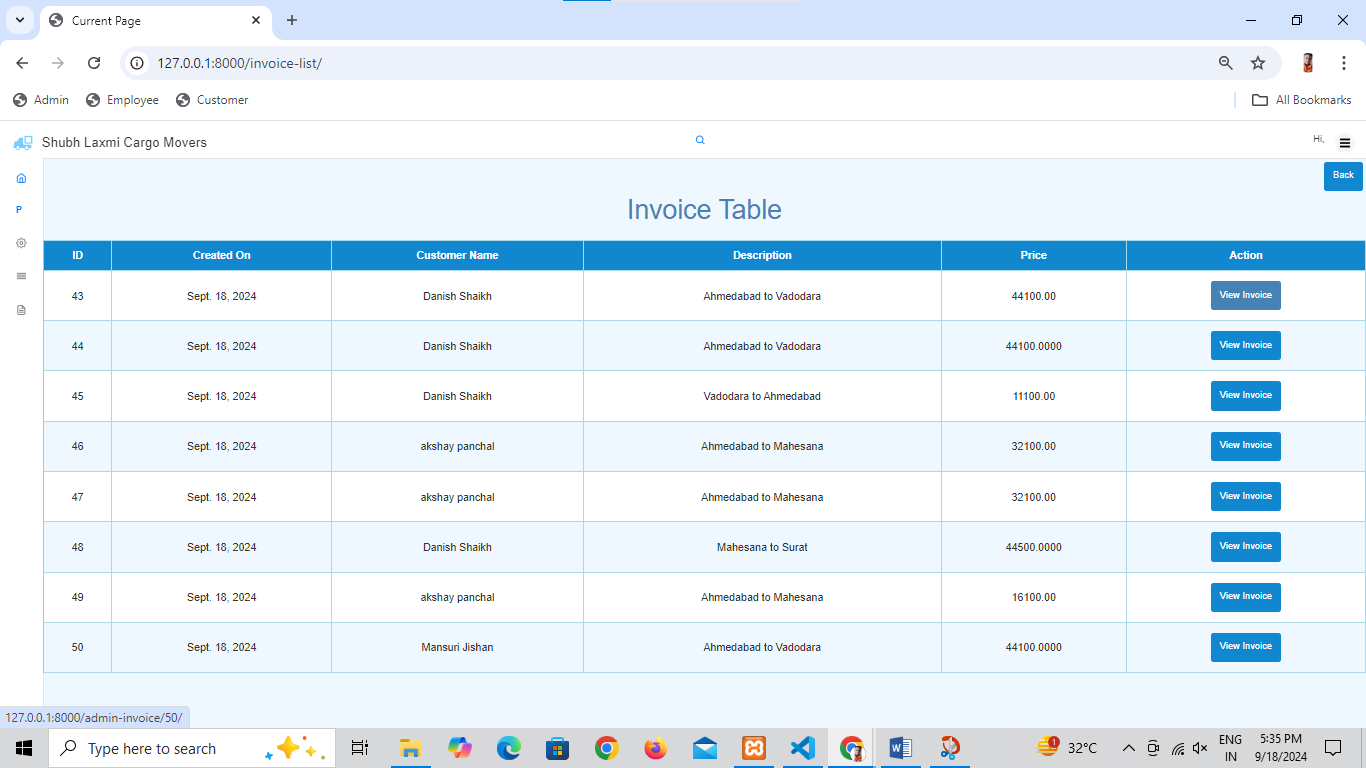 Current Page
127.0.0.1:8000/invoice-list/
Admin Employee Customer All Bookmarks
Shubh Laxmi Cargo Movers Hi,
Back
P
Invoice Table
ID Created On Customer Name Description Price Action
43 Sept. 18, 2024 Danish Shaikh Ahmedabad to Vadodara 44100.00 View Invoice
44 Sept. 18, 2024 Danish Shaikh Ahmedabad to Vadodara 44100.0000 View Invoice
45 Sept. 18, 2024 Danish Shaikh Vadodara to Ahmedabad 11100.00 View Invoice
46 Sept. 18, 2024 akshay panchal Ahmedabad to Mahesana 32100.00 View Invoice
47 Sept. 18, 2024 akshay panchal Ahmedabad to Mahesana 32100.00 View Invoice
48 Sept. 18, 2024 Danish Shaikh Mahesana to Surat 44500.0000 View Invoice
49 Sept. 18, 2024 akshay panchal Ahmedabad to Mahesana 16100.00 View Invoice
50 Sept. 18, 2024 Mansuri Jishan Ahmedabad to Vadodara 44100.0000 View Invoice
127.0.0.1:8000/admin-invoice/50/
Type here to search 1 32°C ENG 5:35 PM
IN 9/18/2024